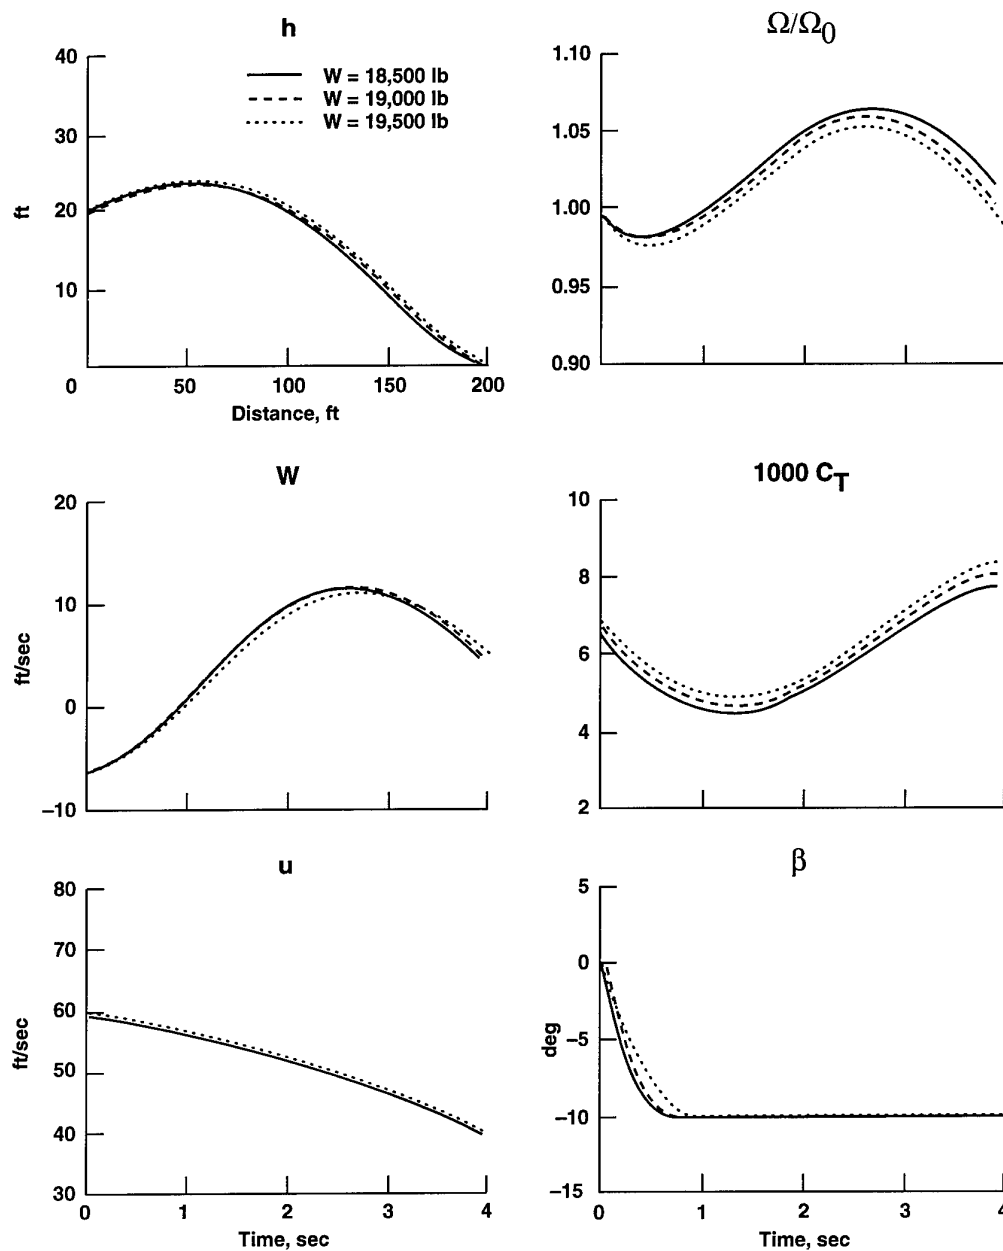 h
40
30
20
10
0
50
100
150
200
ft
Distance, ft
W = 18,500 lb
W = 19,000 lb
W = 19,500 lb
Ω/Ω0
1.10
1.05
1.00
0.95
0.90
W
20
10
0
–10
ft/sec
1000 CT
10
8
6
4
2
u
80
70
60
50
40
30
ft/sec
0
1
2
3
4
Time, sec
β
5
0
–5
–10
–15
deg
0
1
2
3
4
Time, sec